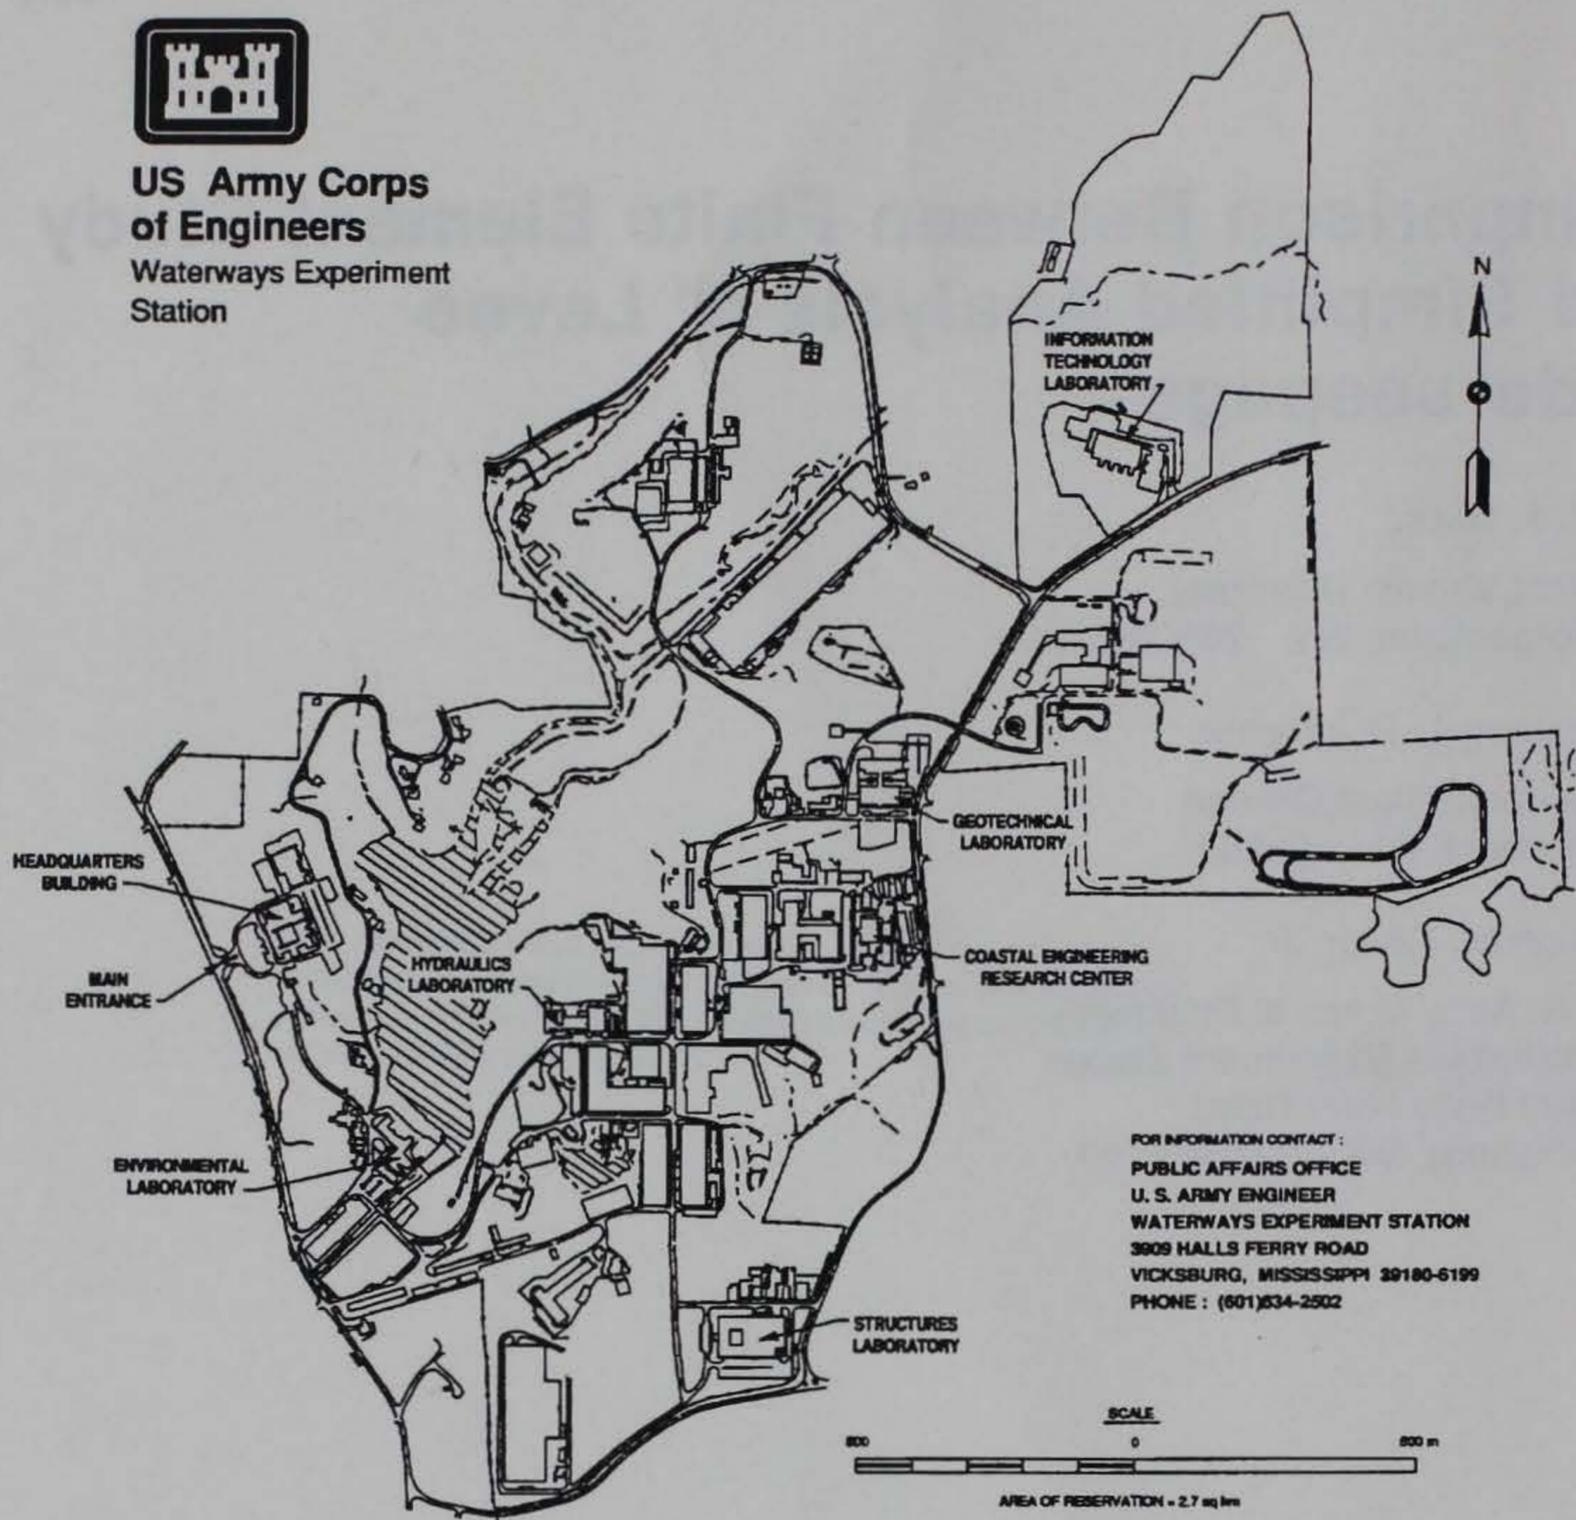 US Army Corps
of Engineers
Waterways Experiment
Station
N
INFORMATION
TECHNOLOGY
LABORATORY
GEOTECHNICAL
LABORATORY
HEADQUARTERS
BUILDING
MAIN
ENTRANCE
HYDRAULICS
LABORATORY
COASTAL ENGINEERING
RESEARCH CENTER
ENVIRONMENTAL
LABORATORY
STRUCTURES
LABORATORY
FOR INFORMATION CONTACT :
PUBLIC AFFAIRS OFFICE
U. S. ARMY ENGINEER
WATERWAYS EXPERIMENT STATION
3909 HALLS FERRY ROAD
VICKSBURG, MISSISSIPPI 39180-6199
PHONE : (601)634-2502
SCALE
0
m
AREA OF RESERVATION = 2.7 sq km